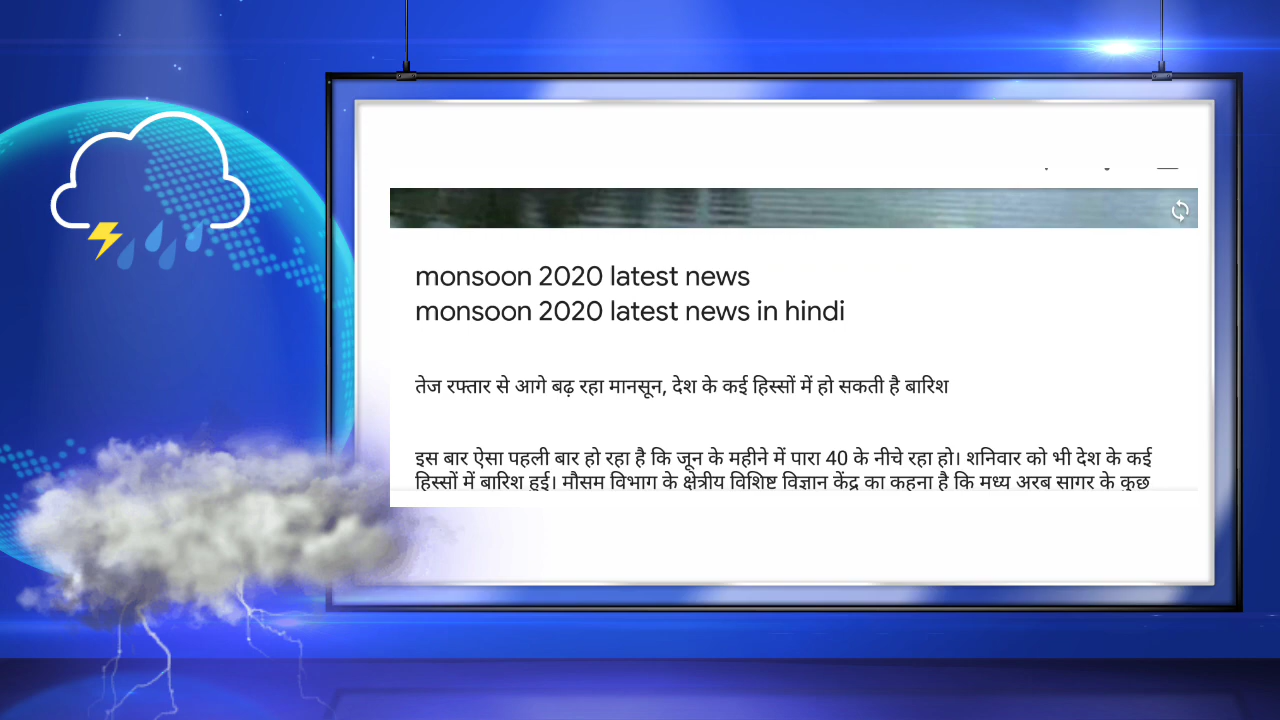 monsoon 2020 latest news
monsoon 2020 latest news in hindi
तेज रफ्तार से आगे बढ़ रहा मानसून, देश के कई हिस्सों में हो सकती है बारिश
इस बार ऐसा पहली बार हो रहा है कि जून के महीने में पारा 40 के नीचे रहा हो। शनिवार को भी देश के कई
हिस्सों में बारिश हुई। मौसम विभाग के क्षेत्रीय विशिष्ट विज्ञान केंद्र का कहना है कि मध्य अरब सागर के कुछ